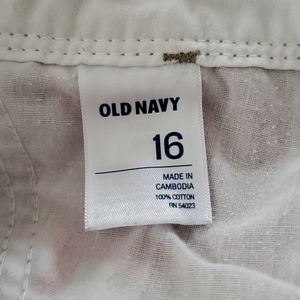 OLD NAVY
16
MADE IN
CAMBODIA
100% COTTON
RN 54023